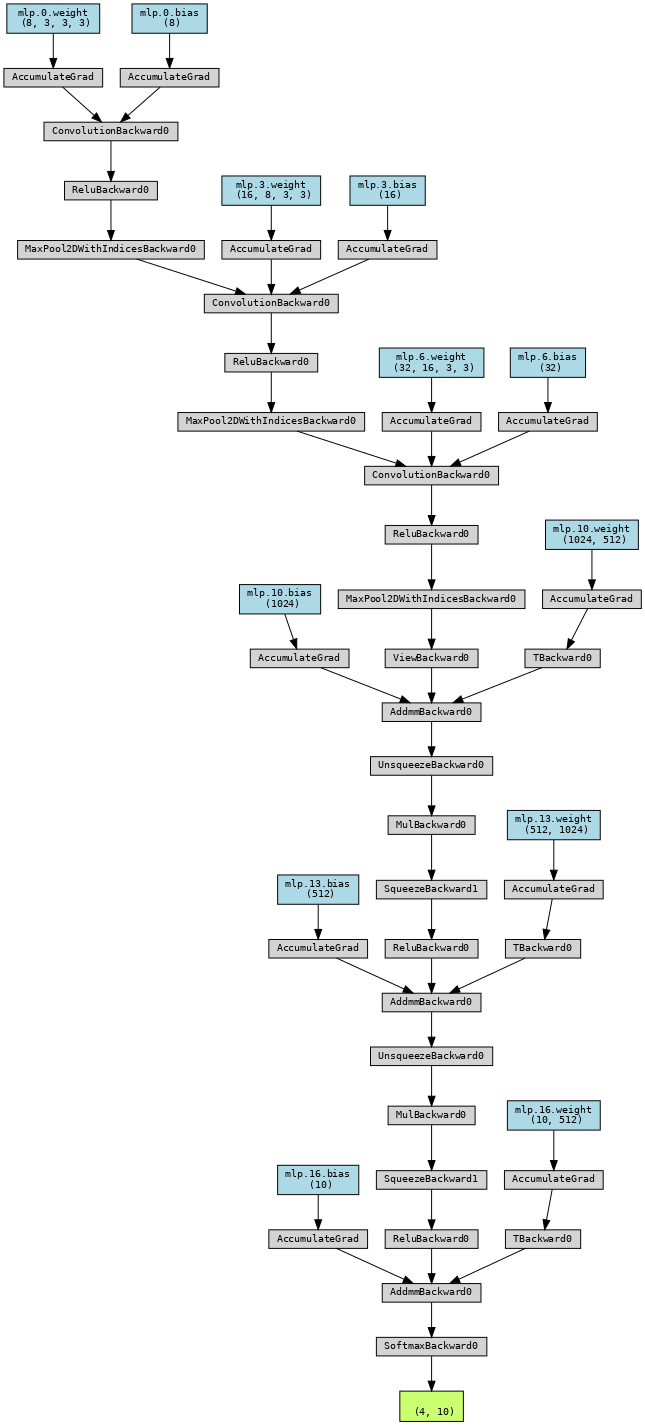 mlp.0.weight
(8, 3, 3, 3)
mlp.0.bias
(8)
AccumulateGrad
AccumulateGrad
ConvolutionBackward0
ReluBackward0
mlp.3.weight
(16, 8, 3, 3)
mlp.3.bias
(16)
MaxPool2DWithIndicesBackward0
AccumulateGrad
AccumulateGrad
ConvolutionBackward0
ReluBackward0
mlp.6.weight
(32, 16, 3, 3)
mlp.6.bias
(32)
MaxPool2DWithIndicesBackward0
AccumulateGrad
AccumulateGrad
ConvolutionBackward0
ReluBackward0
mlp.10.weight
(1024, 512)
mlp.10.bias
(1024)
MaxPool2DWithIndicesBackward0
AccumulateGrad
AccumulateGrad
ViewBackward0
TBackward0
AddmmBackward0
UnsqueezeBackward0
MulBackward0
mlp.13.weight
(512, 1024)
mlp.13.bias
(512)
SqueezeBackward1
AccumulateGrad
AccumulateGrad
ReluBackward0
TBackward0
AddmmBackward0
UnsqueezeBackward0
MulBackward0
mlp.16.weight
(10, 512)
mlp.16.bias
(10)
SqueezeBackward1
AccumulateGrad
AccumulateGrad
ReluBackward0
TBackward0
AddmmBackward0
SoftmaxBackward0
(4, 10)